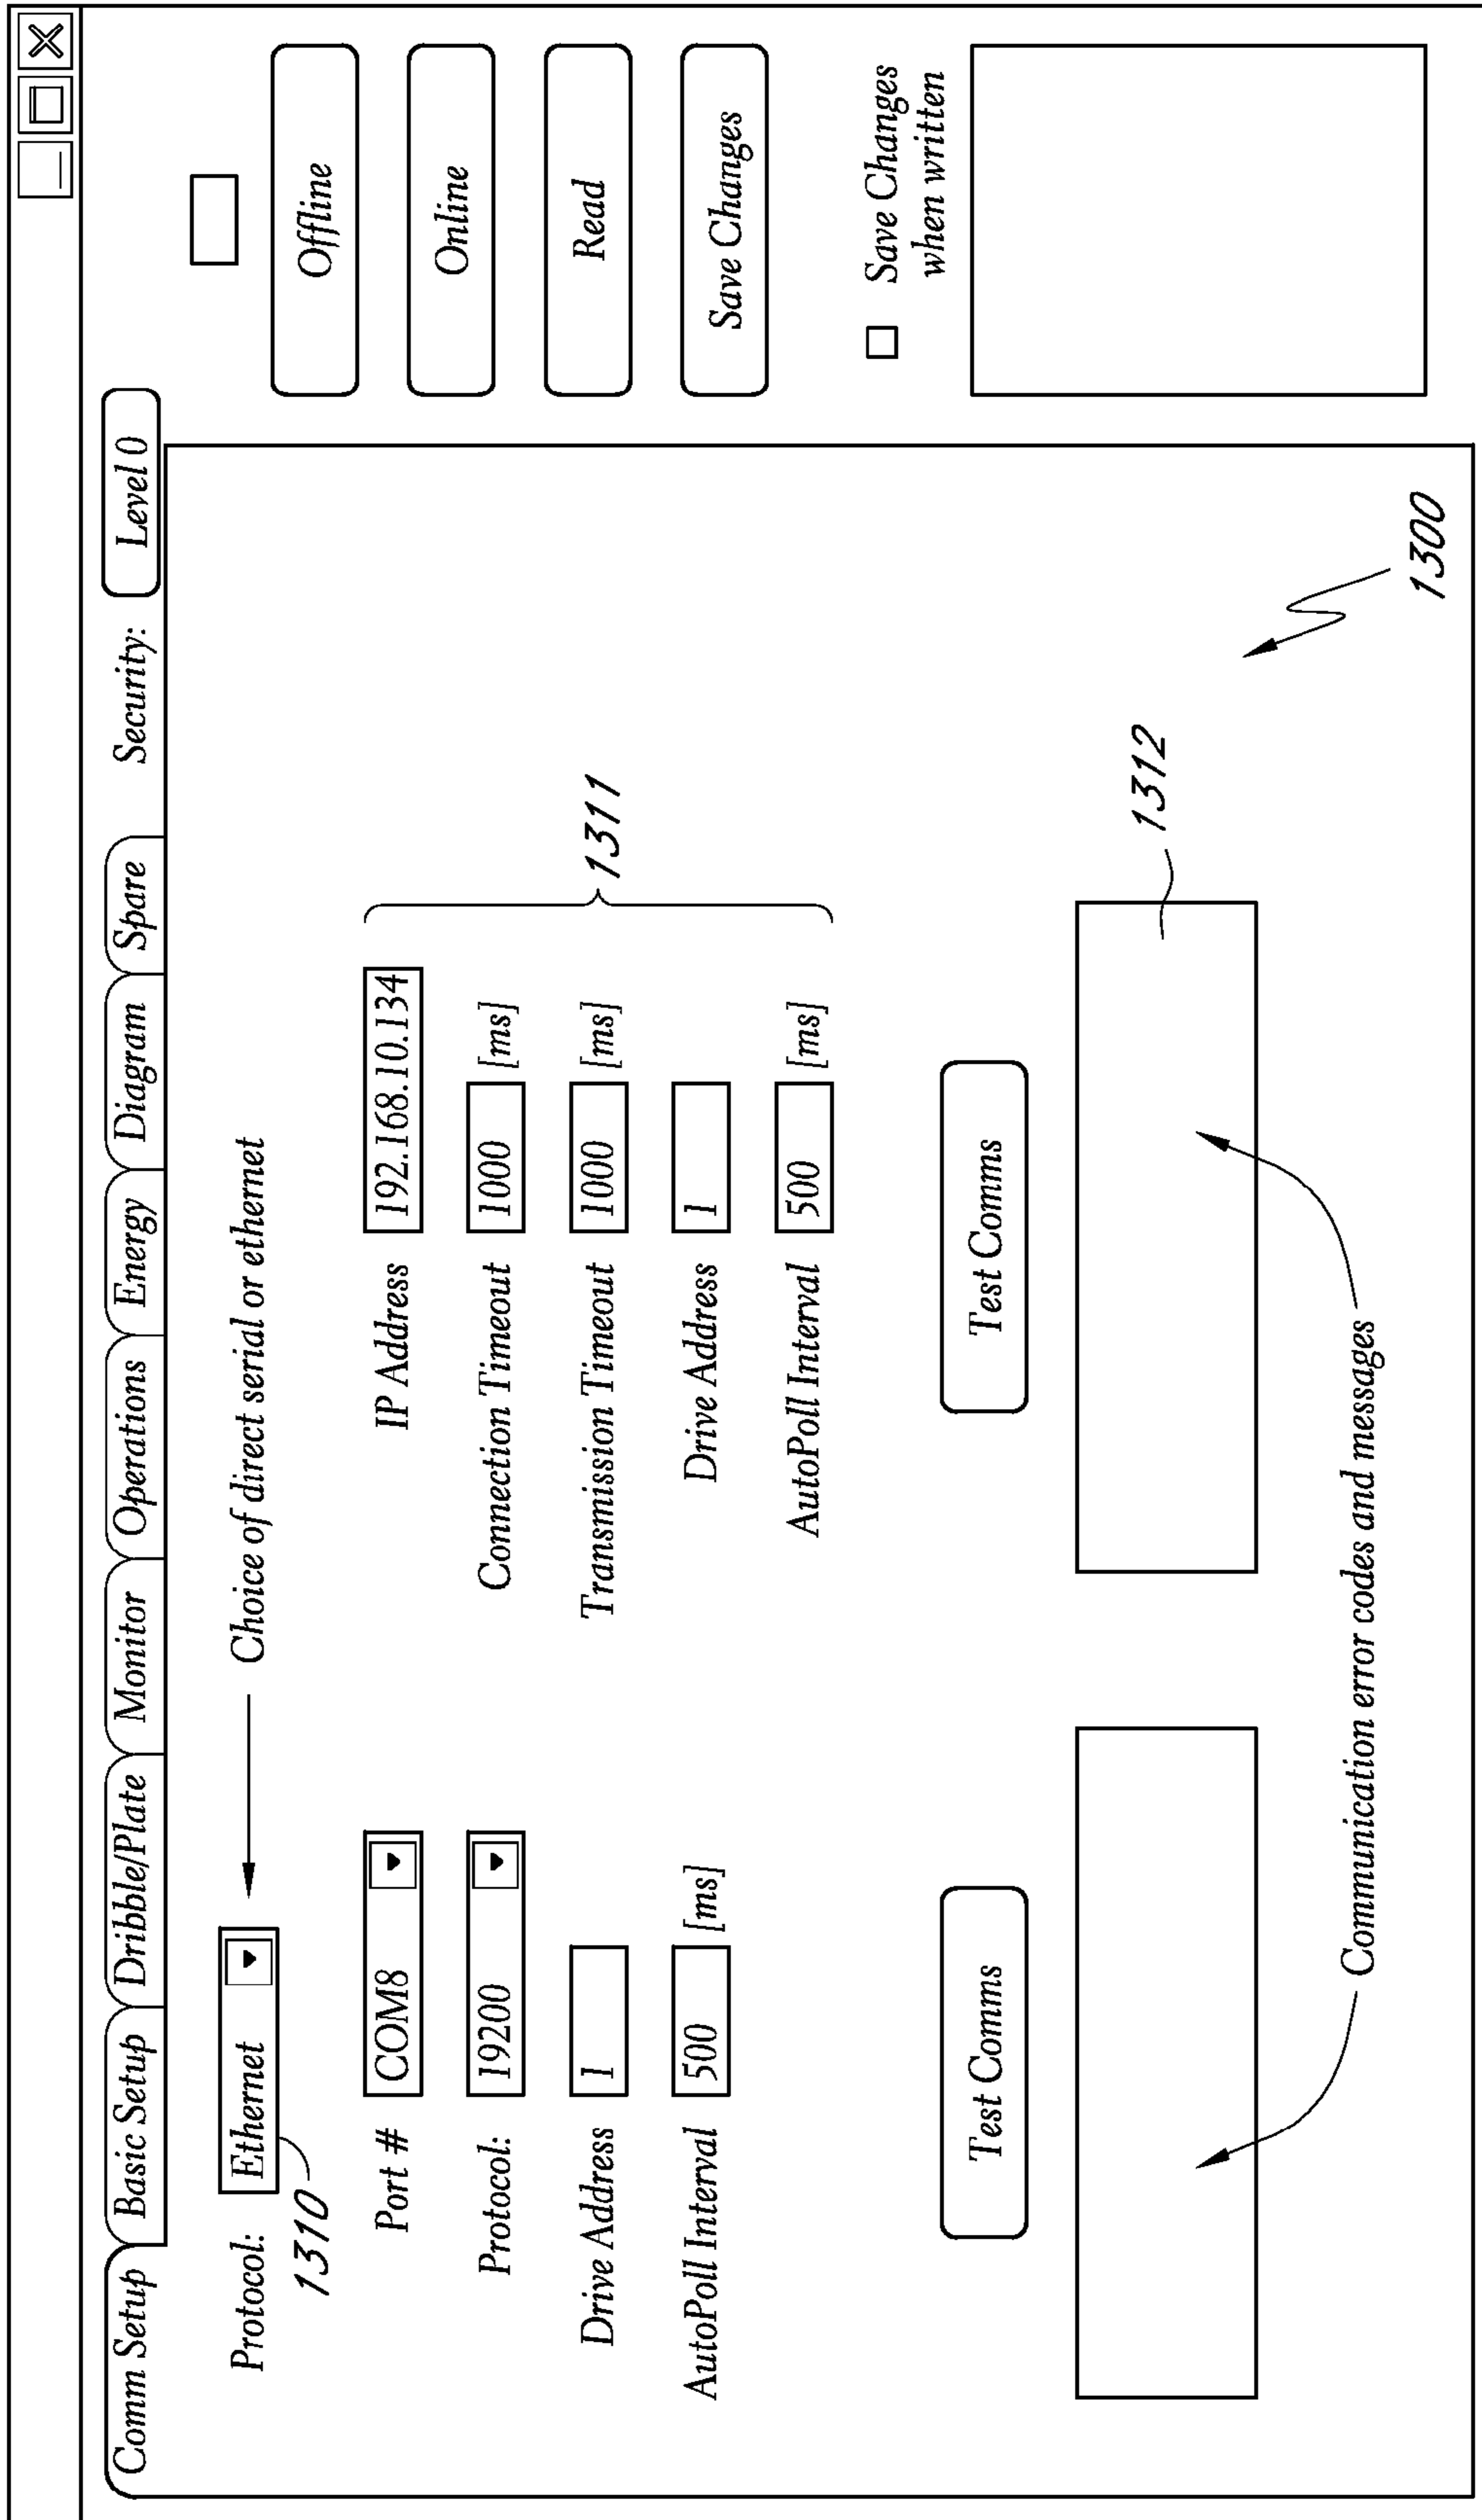 Comm Setup Basic Setup Dribble/Plate Monitor Operations Energy Diagram Spare Security: Level 0
Protocol: Ethernet
Choice of direct serial or ethernet
1310
Port # COM8
Protocol: 19200
Drive Address 1
AutoPoll Interval 500 [ms]
Test Comms
IP Address 192.168.10.134
Connection Timeout 1000 [ms]
Transmission Timeout 1000 [ms]
Drive Address 1
AutoPoll Interval 500 [ms]
1311
Test Comms
1312
Communication error codes and messages
1300
Offline
Online
Read
Save Changes
Save Changes
when written